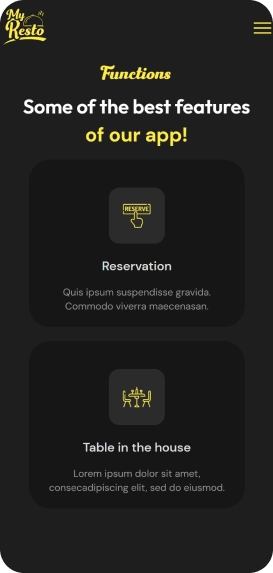 My
Resto
Functions
Some of the best features
of our app!
RESERVE
Reservation
Quis ipsum suspendisse gravida.
Commodo viverra maecenasan.
Table in the house
Lorem ipsum dolor sit amet,
consecadipiscing elit, sed do eiusmod.